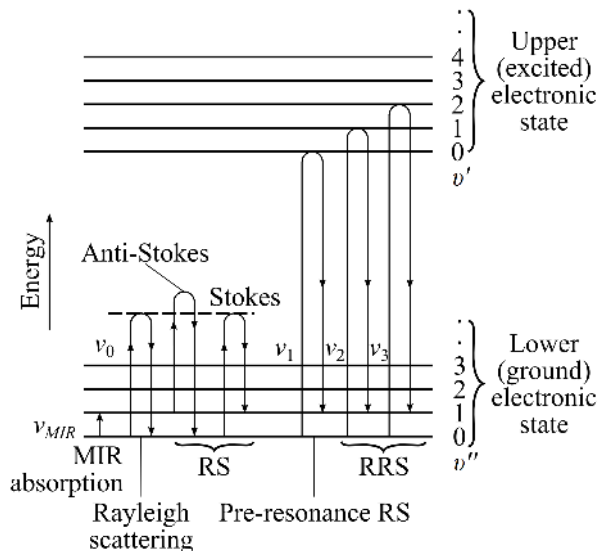 Upper
(excited)
electronic
state
4
3
2
1
0
v'
Energy
Anti-Stokes
Stokes
v0
v1
v2
v3
3
2
1
0
v''
Lower
(ground)
electronic
state
vMIR
MIR
absorption
RS
RRS
Rayleigh
scattering
Pre-resonance RS